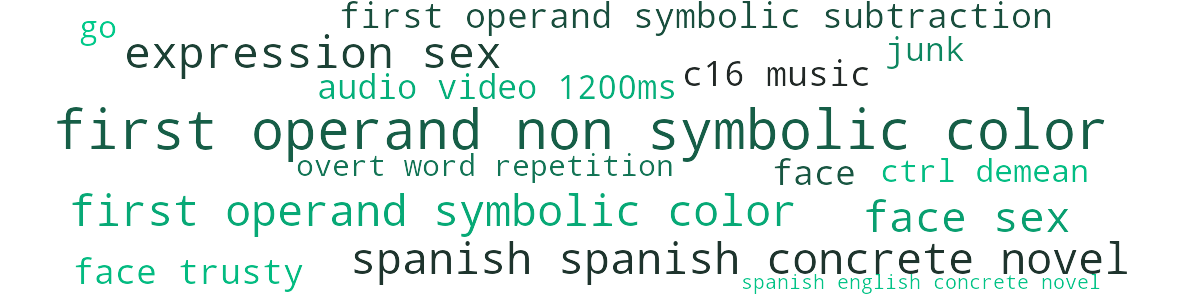 first operand symbolic subtraction
go
expression sex
junk
c16 music
audio video 1200ms
first operand non symbolic color
overt word repetition
face
ctrl demean
first operand symbolic color
face sex
spanish spanish concrete novel
face trusty
spanish english concrete novel